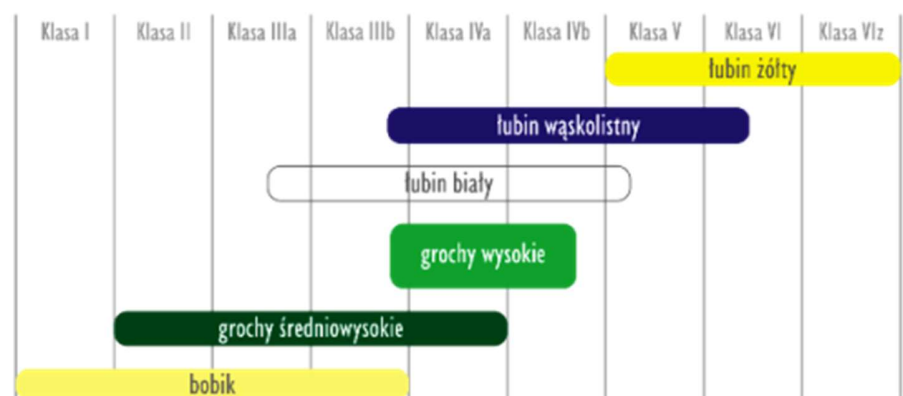 Klasa I Klasa II Klasa IIIa Klasa IIIb Klasa IVa Klasa IVb Klasa V Klasa VI Klasa VIz
łubin żółty
łubin wąskolistny
łubin biały
grochy wysokie
grochy średniowysokie
bobik